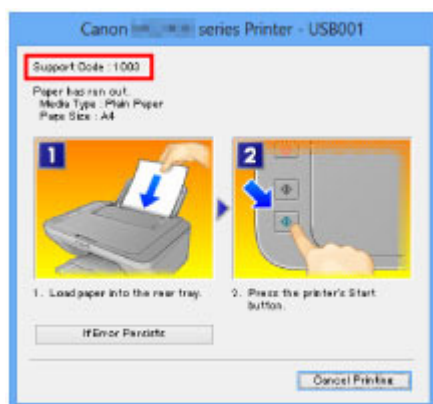 Canon series Printer - USB001
Support Code : 1003
Paper has run out.
Media Type : Plain Paper
Page Size : A4
1
2
1. Load paper into the rear tray.
2. Press the printer's Start
button.
If Error Persists
Cancel Printing